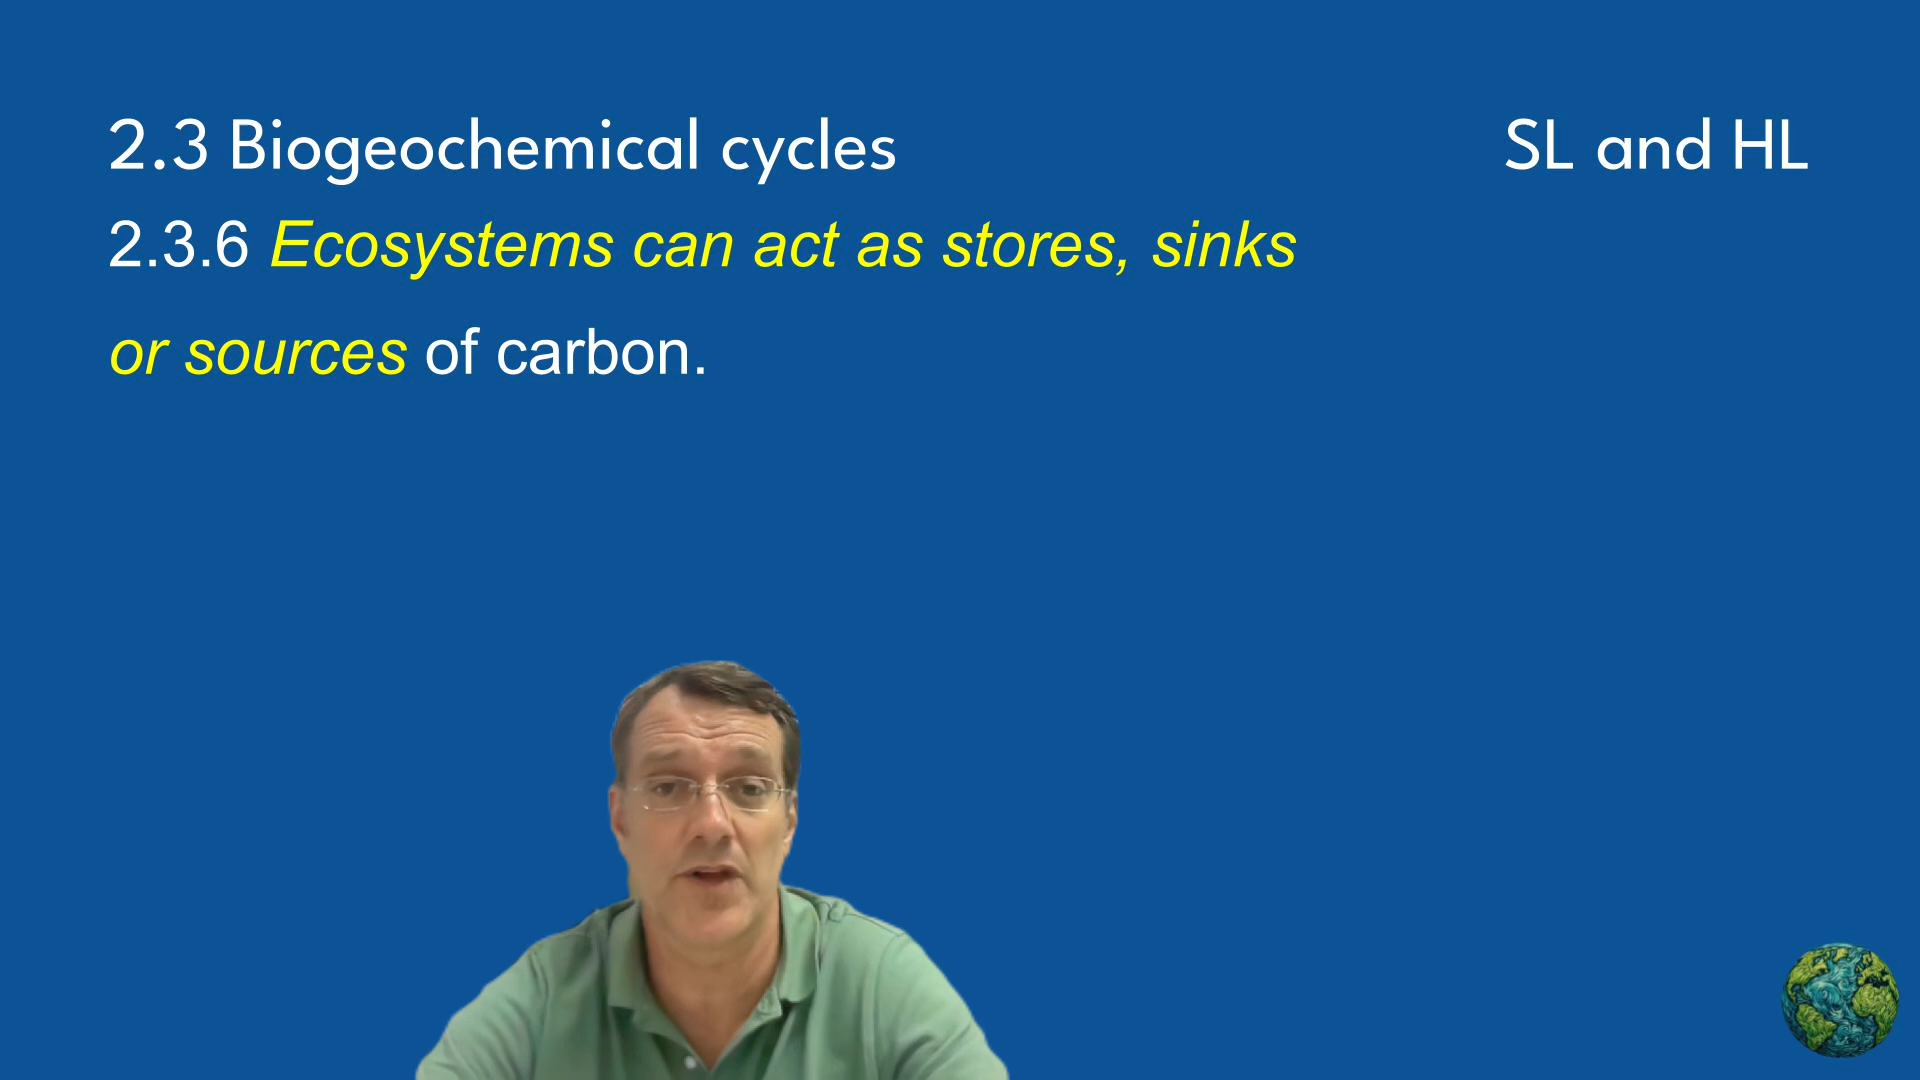 2.3 Biogeochemical cycles SL and HL
2.3.6 Ecosystems can act as stores, sinks
or sources of carbon.